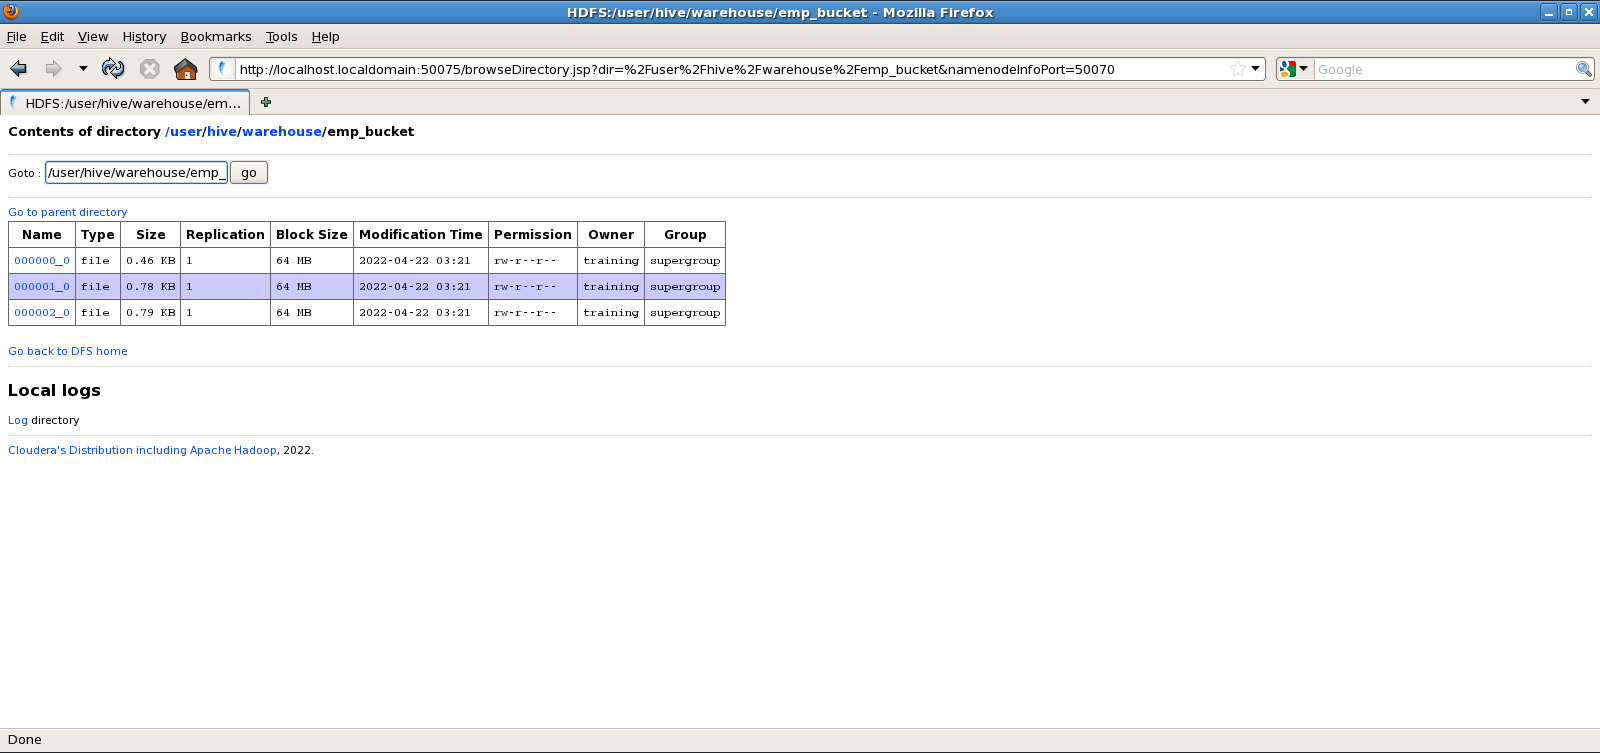 HDFS:/user/hive/warehouse/emp_bucket - Mozilla Firefox
File Edit View History Bookmarks Tools Help
http://localhost.localdomain:50075/browseDirectory.jsp?dir=%2Fuser%2Fhive%2Fwarehouse%2Femp_bucket&namenodeInfoPort=50070 Google
HDFS:/user/hive/warehouse/em...
Contents of directory /user/hive/warehouse/emp_bucket
Goto : /user/hive/warehouse/emp_ go
Go to parent directory
Name Type Size Replication Block Size Modification Time Permission Owner Group
000000_0 file 0.46 KB 1 64 MB 2022-04-22 03:21 rw-r--r-- training supergroup
000001_0 file 0.78 KB 1 64 MB 2022-04-22 03:21 rw-r--r-- training supergroup
000002_0 file 0.79 KB 1 64 MB 2022-04-22 03:21 rw-r--r-- training supergroup
Go back to DFS home
Local logs
Log directory
Cloudera's Distribution including Apache Hadoop, 2022.
Done